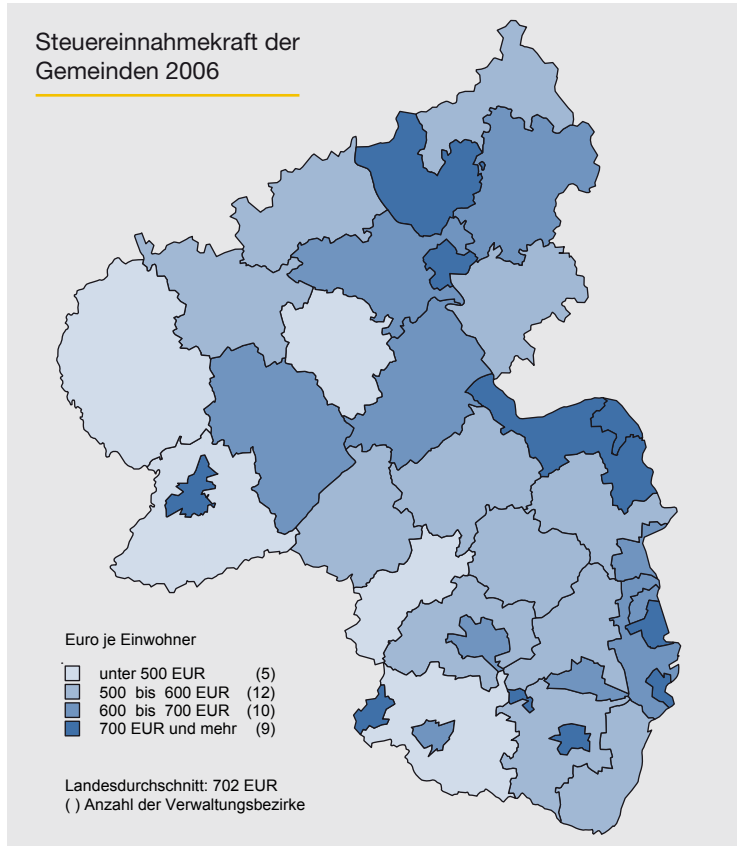 Steuereinnahmekraft der
Gemeinden 2006
Euro je Einwohner
unter 500 EUR (5)
500 bis 600 EUR (12)
600 bis 700 EUR (10)
700 EUR und mehr (9)
Landesdurchschnitt: 702 EUR
( ) Anzahl der Verwaltungsbezirke